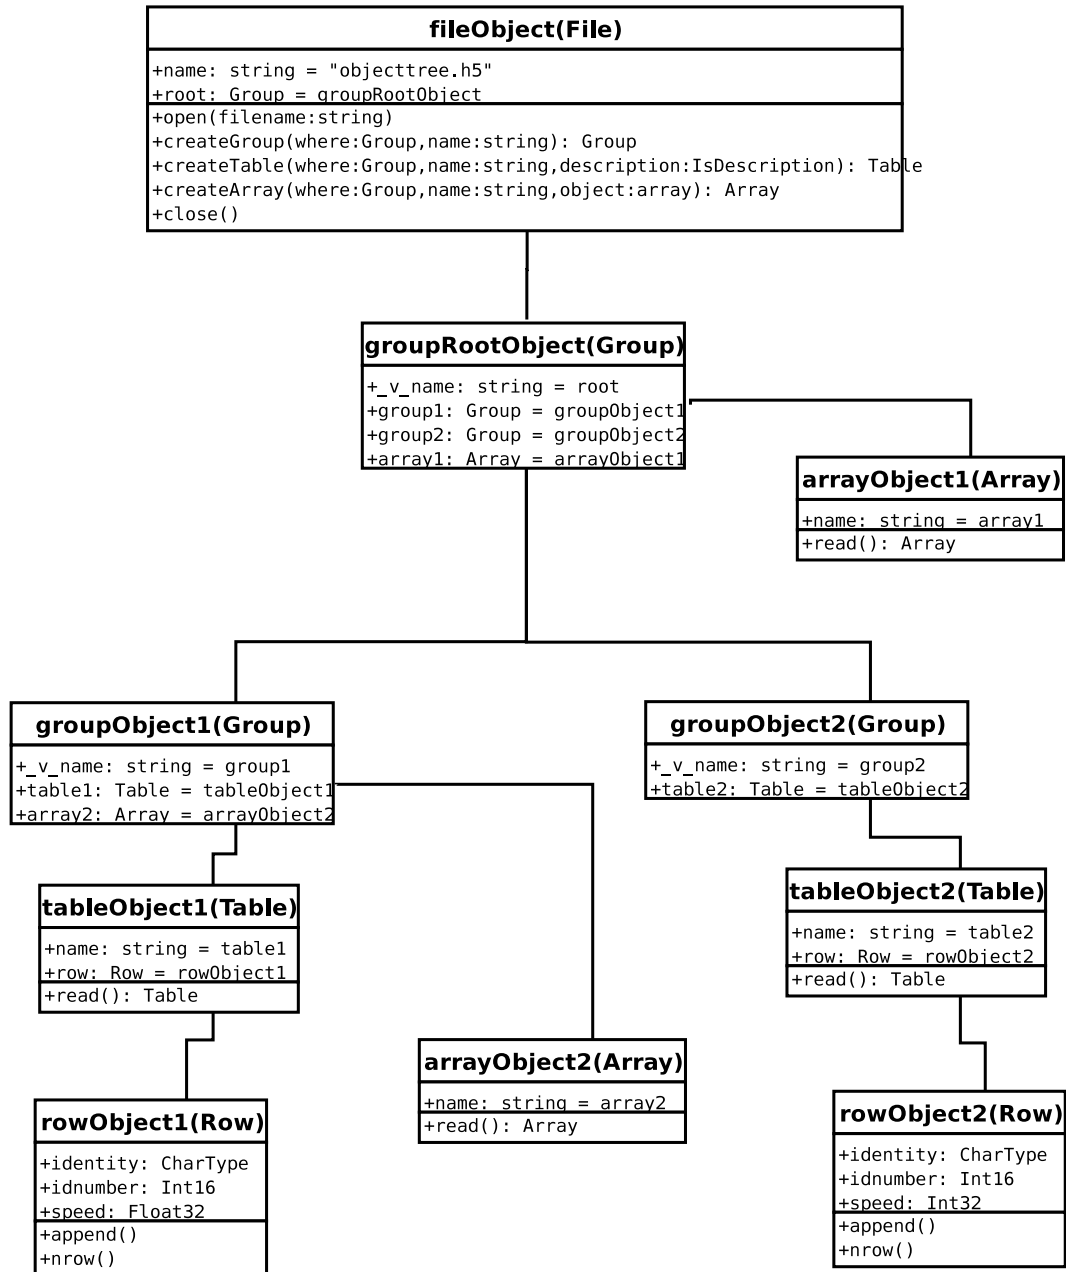 fileObject(File)
+name: string = "objecttree.h5"
+root: Group = groupRootObject
+open(filename:string)
+createGroup(where:Group,name:string): Group
+createTable(where:Group,name:string,description:IsDescription): Table
+createArray(where:Group,name:string,object:array): Array
+close()
groupRootObject(Group)
+_v_name: string = root
+group1: Group = groupObject1
+group2: Group = groupObject2
+array1: Array = arrayObject1
arrayObject1(Array)
+name: string = array1
+read(): Array
groupObject1(Group)
+_v_name: string = group1
+table1: Table = tableObject1
+array2: Array = arrayObject2
groupObject2(Group)
+_v_name: string = group2
+table2: Table = tableObject2
tableObject1(Table)
+name: string = table1
+row: Row = rowObject1
+read(): Table
tableObject2(Table)
+name: string = table2
+row: Row = rowObject2
+read(): Table
arrayObject2(Array)
+name: string = array2
+read(): Array
rowObject1(Row)
+identity: CharType
+idnumber: Int16
+speed: Float32
+append()
+nrow()
rowObject2(Row)
+identity: CharType
+idnumber: Int16
+speed: Int32
+append()
+nrow()